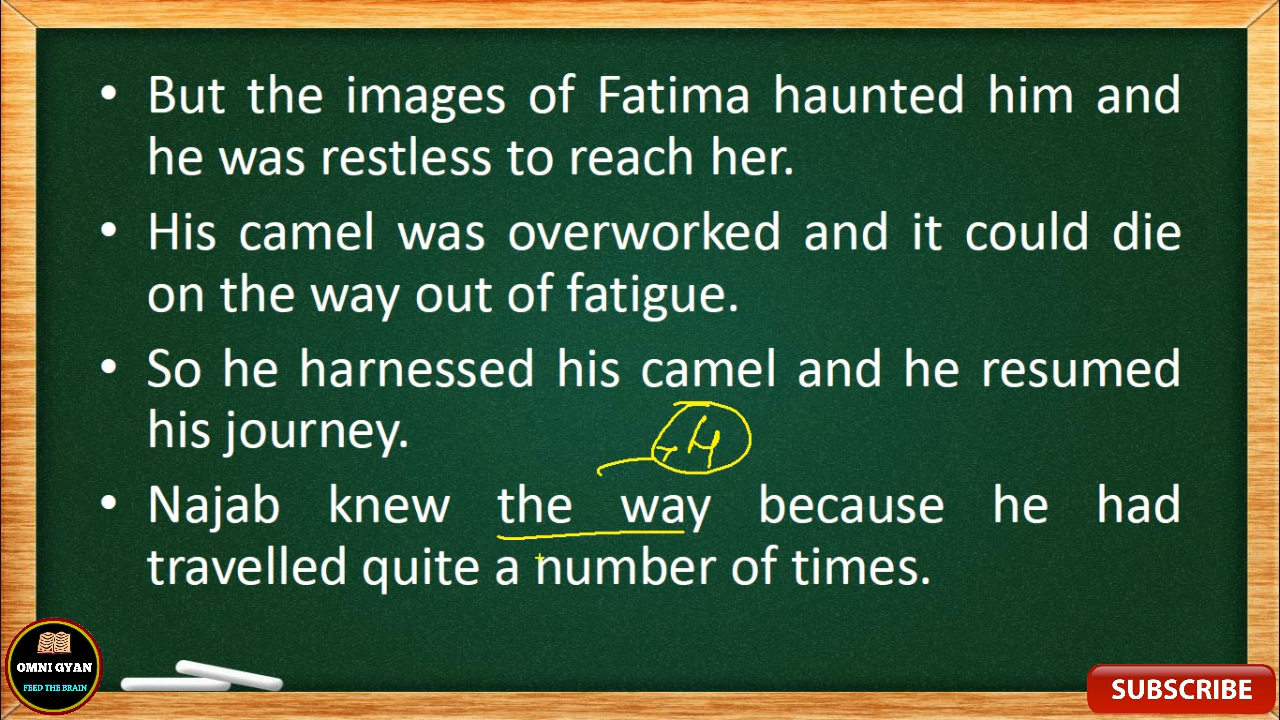 • But the images of Fatima haunted him and
he was restless to reach her.
• His camel was overworked and it could die
on the way out of fatigue.
• So he harnessed his camel and he resumed
his journey.
• Najab knew the way because he had
travelled quite a number of times.
OMNI GYAN
FEED THE BRAIN
SUBSCRIBE